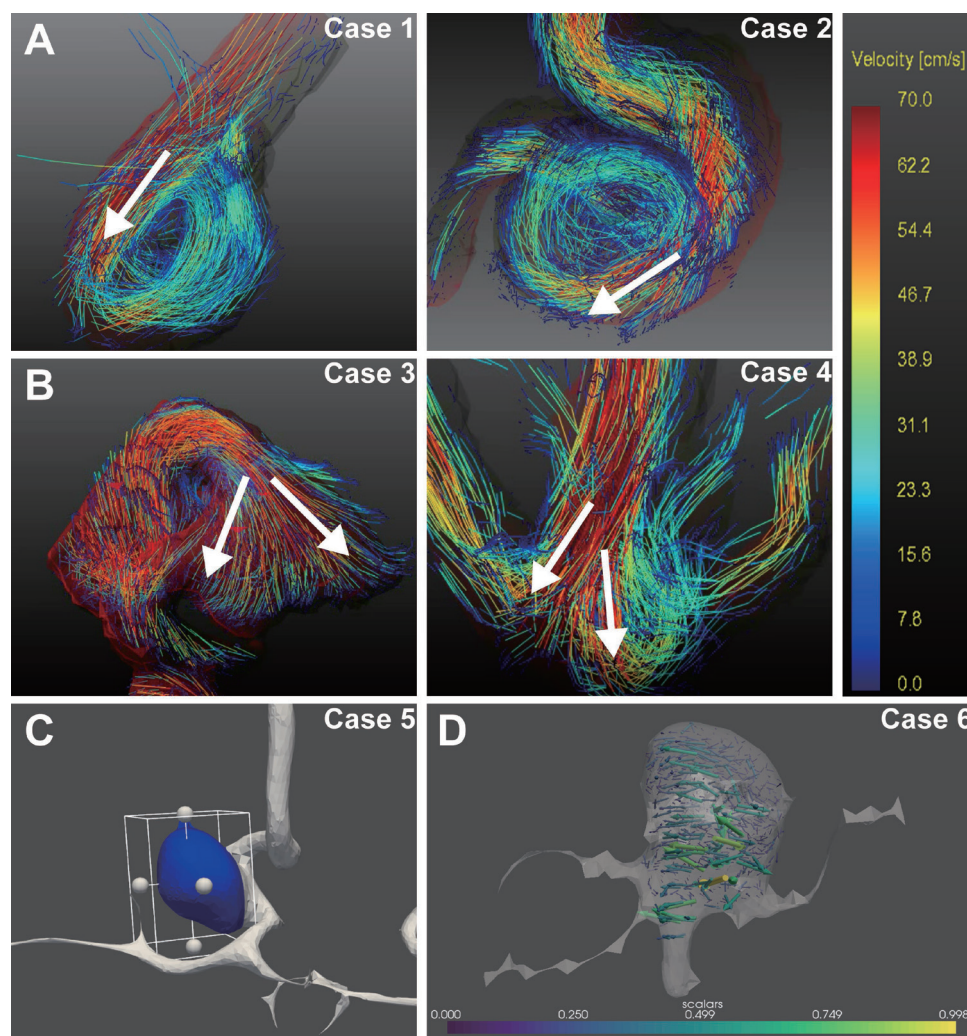 A
Case 1
Case 2
Velocity [cm/s]
70.0
62.2
54.4
46.7
38.9
31.1
23.3
15.6
7.8
0.0
B
Case 3
Case 4
C
Case 5
D
Case 6
scalars
0.000
0.250
0.499
0.749
0.998